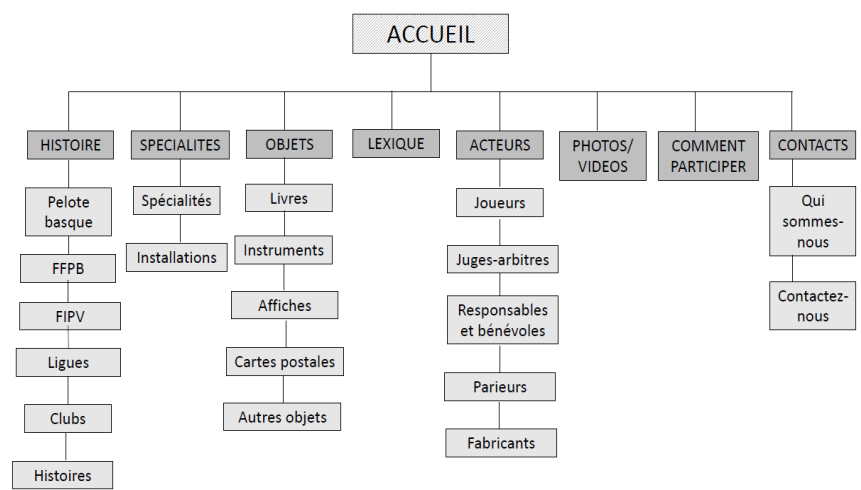 ACCUEIL
HISTOIRE
SPECIALITES
OBJETS
LEXIQUE
ACTEURS
PHOTOS/
VIDEOS
COMMENT
PARTICIPER
CONTACTS
Pelote
basque
FFPB
FIPV
Ligues
Clubs
Histoires
Spécialités
Installations
Livres
Instruments
Affiches
Cartes postales
Autres objets
Joueurs
Juges-arbitres
Responsables
et bénévoles
Parieurs
Fabricants
Qui
sommes-
nous
Contactez-
nous